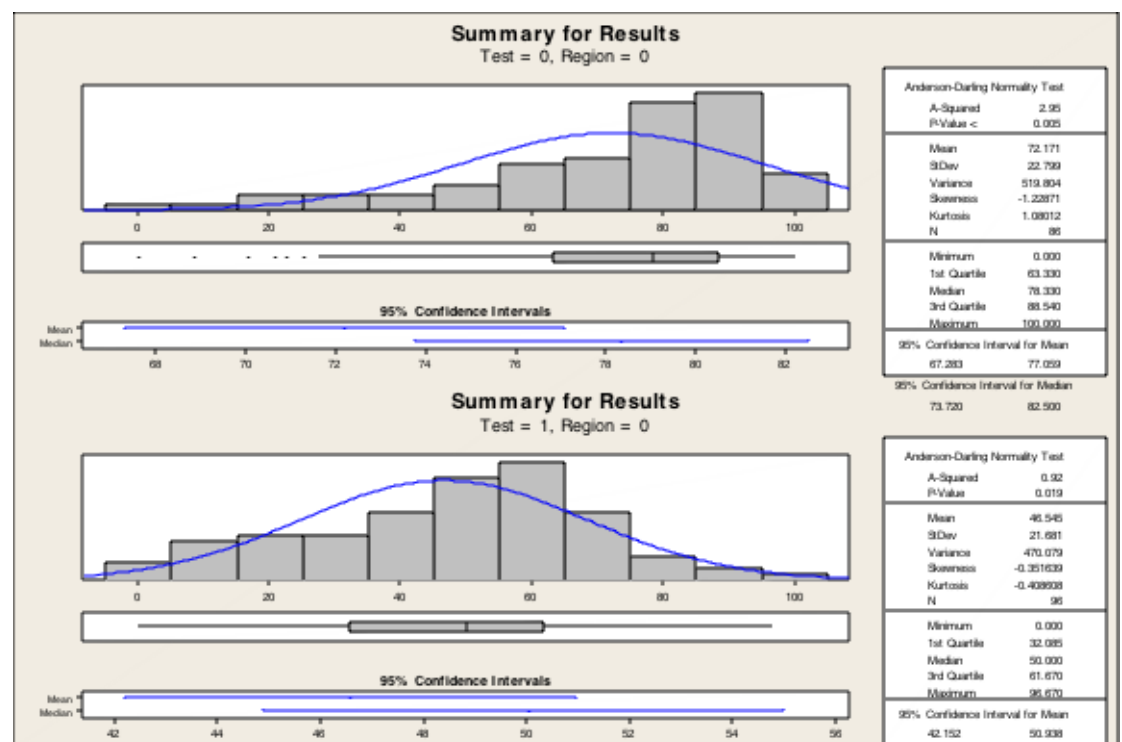 Summary for Results
Test = 0, Region = 0
Anderson-Darling Normality Test
A-Squared 2.95
P-Value < 0.005
Mean 72.171
StDev 22.799
Variance 519.804
Skewness -1.22871
Kurtosis 1.08012
N 86
Minimum 0.000
1st Quartile 63.330
Median 78.330
3rd Quartile 88.540
Maximum 100.000
95% Confidence Interval for Mean
67.283 77.059
95% Confidence Interval for Median
73.720 82.500
0 20 40 60 80 100
95% Confidence Intervals
Mean
Median
68 70 72 74 76 78 80 82
Summary for Results
Test = 1, Region = 0
Anderson-Darling Normality Test
A-Squared 0.92
P-Value 0.019
Mean 46.545
StDev 21.681
Variance 470.079
Skewness -0.351639
Kurtosis -0.408608
N 96
Minimum 0.000
1st Quartile 32.085
Median 50.000
3rd Quartile 61.670
Maximum 96.670
95% Confidence Interval for Mean
42.152 50.938
0 20 40 60 80 100
95% Confidence Intervals
Mean
Median
42 44 46 48 50 52 54 56